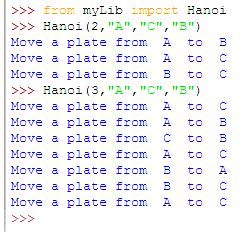 >>> from myLib import Hanoi
>>> Hanoi(2,"A","C","B")
Move a plate from  A  to  B
Move a plate from  A  to  C
Move a plate from  B  to  C
>>> Hanoi(3,"A","C","B")
Move a plate from  A  to  C
Move a plate from  A  to  B
Move a plate from  C  to  B
Move a plate from  A  to  C
Move a plate from  B  to  A
Move a plate from  B  to  C
Move a plate from  A  to  C
>>>